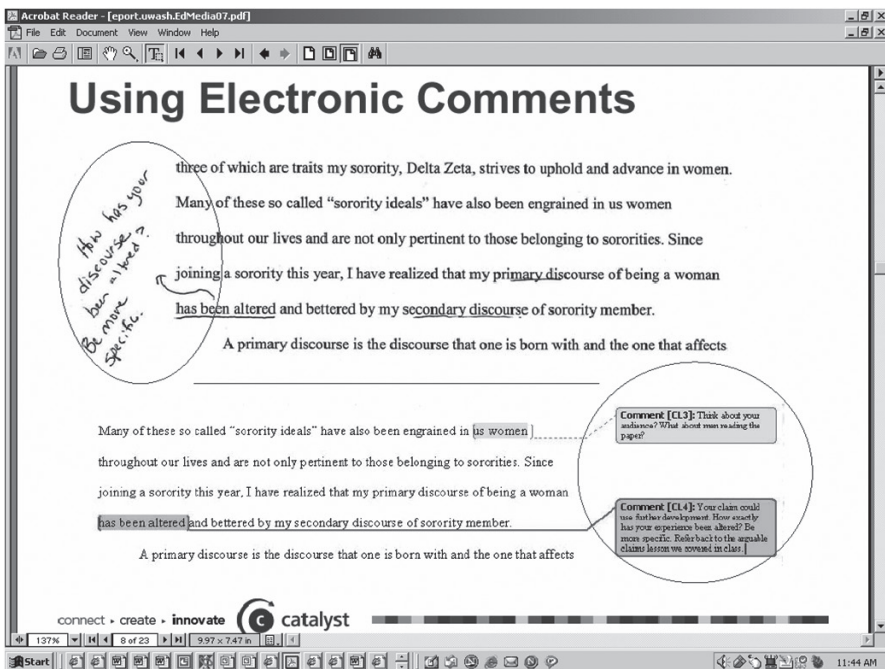 Acrobat Reader - [eport.uwash.EdMedia07.pdf]
File Edit Document View Window Help
Using Electronic Comments
three of which are traits my sorority, Delta Zeta, strives to uphold and advance in women.
Many of these so called “sorority ideals” have also been engrained in us women
throughout our lives and are not only pertinent to those belonging to sororities. Since
joining a sorority this year, I have realized that my primary discourse of being a woman
has been altered and bettered by my secondary discourse of sorority member.
A primary discourse is the discourse that one is born with and the one that affects
How has your
discourse
been altered?
Be more
specific.
Many of these so called “sorority ideals” have also been engrained in us women
throughout our lives and are not only pertinent to those belonging to sororities. Since
joining a sorority this year, I have realized that my primary discourse of being a woman
has been altered and bettered by my secondary discourse of sorority member.
A primary discourse is the discourse that one is born with and the one that affects
Comment [CL3]: Think about your
audience? What about men reading the
paper?
Comment [CL4]: Your claim could
use further development. How exactly
has your experience been altered? Be
more specific. Refer back to the arguable
claims lesson we covered in class.
connect ▸ create ▸ innovate C catalyst
137% 8 of 23 9.97 x 7.47 in
Start 11:44 AM